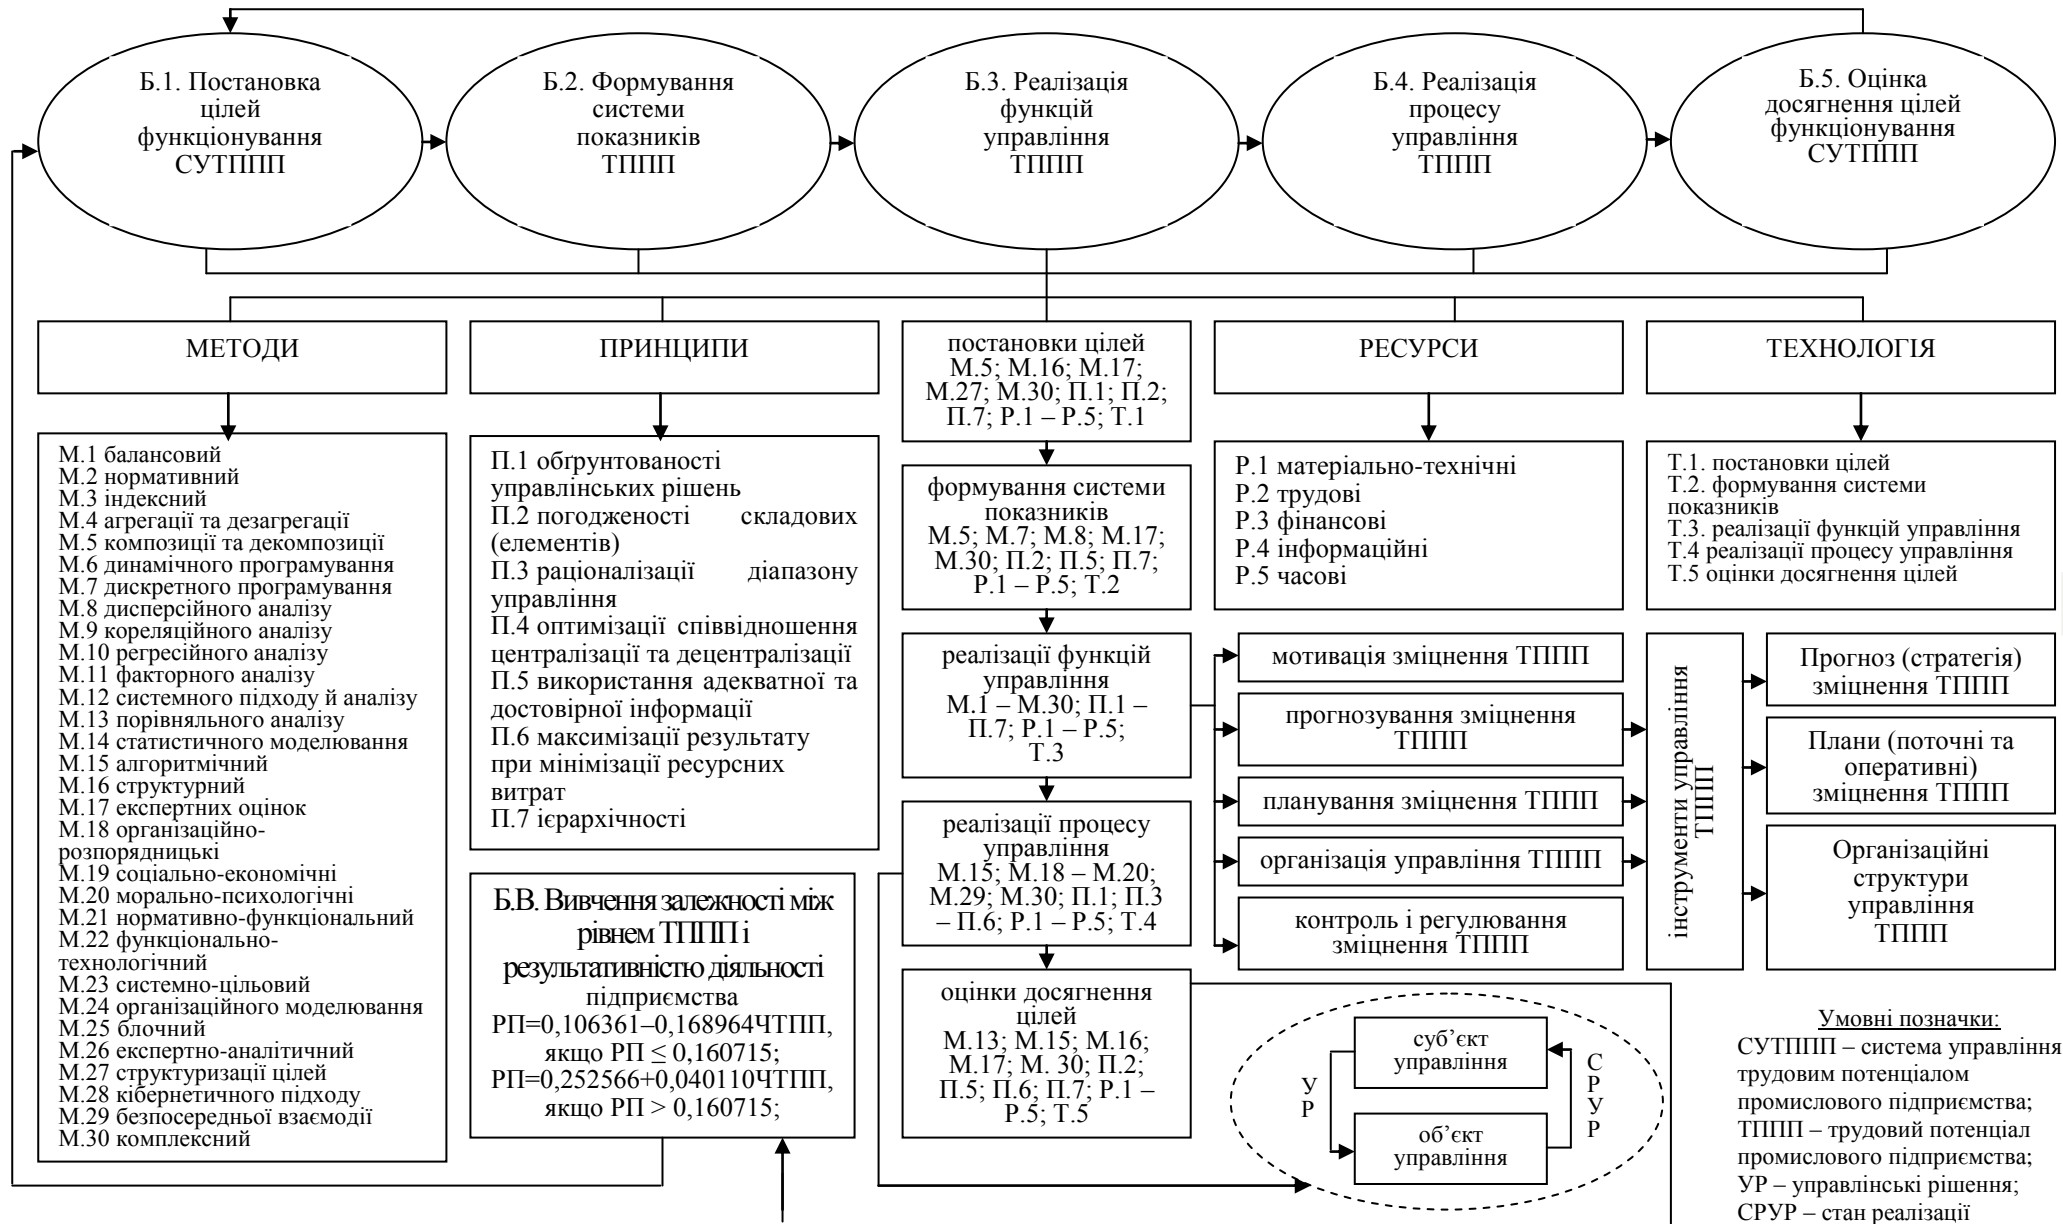 Б.1. Постановка
цілей
функціонування
СУТППП
Б.2. Формування
системи
показників
ТППП
Б.3. Реалізація
функцій
управління
ТППП
Б.4. Реалізація
процесу
управління
ТППП
Б.5. Оцінка
досягнення цілей
функціонування
СУТППП
МЕТОДИ
М.1 балансовий
М.2 нормативний
М.3 індексний
М.4 агрегації та дезагрегації
М.5 композиції та декомпозиції
М.6 динамічного програмування
М.7 дискретного програмування
М.8 дисперсійного аналізу
М.9 кореляційного аналізу
М.10 регресійного аналізу
М.11 факторного аналізу
М.12 системного підходу й аналізу
М.13 порівняльного аналізу
М.14 статистичного моделювання
М.15 алгоритмічний
М.16 структурний
М.17 експертних оцінок
М.18 організаційно-
розпорядницькі
М.19 соціально-економічні
М.20 морально-психологічні
М.21 нормативно-функціональний
М.22 функціонально-
технологічний
М.23 системно-цільовий
М.24 організаційного моделювання
М.25 блочний
М.26 експертно-аналітичний
М.27 структуризації цілей
М.28 кібернетичного підходу
М.29 безпосередньої взаємодії
М.30 комплексний
ПРИНЦИПИ
П.1 обґрунтованості
управлінських рішень
П.2 погодженості складових
(елементів)
П.3 раціоналізації діапазону
управління
П.4 оптимізації співвідношення
централізації та децентралізації
П.5 використання адекватної та
достовірної інформації
П.6 максимізації результату
при мінімізації ресурсних
витрат
П.7 ієрархічності
Б.В. Вивчення залежності між
рівнем ТППП і
результативністю діяльності
підприємства
РП=0,106361–0,168964ЧТПП,
якщо РП ≤ 0,160715;
РП=0,252566+0,040110ЧТПП,
якщо РП > 0,160715;
постановки цілей
М.5; М.16; М.17;
М.27; М.30; П.1; П.2;
П.7; Р.1 – Р.5; Т.1
формування системи
показників
М.5; М.7; М.8; М.17;
М.30; П.2; П.5; П.7;
Р.1 – Р.5; Т.2
реалізації функцій
управління
М.1 – М.30; П.1 –
П.7; Р.1 – Р.5;
Т.3
реалізації процесу
управління
М.15; М.18 – М.20;
М.29; М.30; П.1; П.3
– П.6; Р.1 – Р.5; Т.4
оцінки досягнення
цілей
М.13; М.15; М.16;
М.17; М. 30; П.2;
П.5; П.6; П.7; Р.1 –
Р.5; Т.5
РЕСУРСИ
Р.1 матеріально-технічні
Р.2 трудові
Р.3 фінансові
Р.4 інформаційні
Р.5 часові
ТЕХНОЛОГІЯ
Т.1. постановки цілей
Т.2. формування системи
показників
Т.3. реалізації функцій управління
Т.4 реалізації процесу управління
Т.5 оцінки досягнення цілей
мотивація зміцнення ТППП
прогнозування зміцнення
ТППП
планування зміцнення ТППП
організація управління ТППП
контроль і регулювання
зміцнення ТППП
інструменти управління
ТППП
Прогноз (стратегія)
зміцнення ТППП
Плани (поточні та
оперативні)
зміцнення ТППП
Організаційні
структури
управління
ТППП
суб’єкт
управління
об’єкт
управління
УР
СРУР
Умовні позначки:
СУТППП – система управління
трудовим потенціалом
промислового підприємства;
ТППП – трудовий потенціал
промислового підприємства;
УР – управлінські рішення;
СРУР – стан реалізації